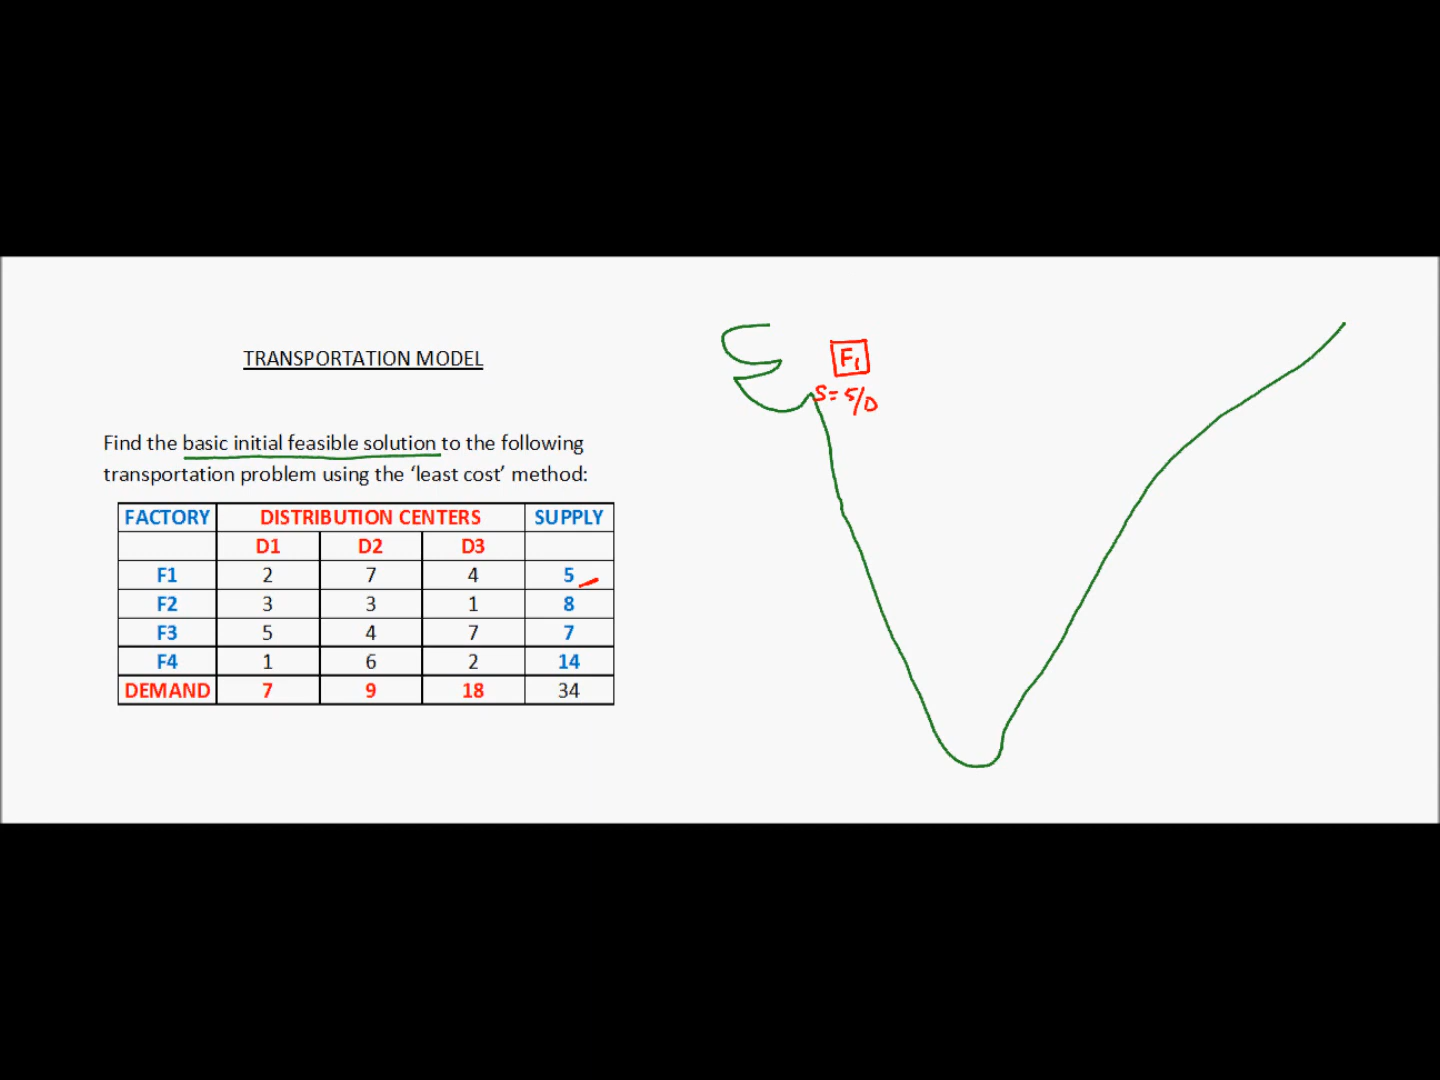 TRANSPORTATION MODEL
Find the basic initial feasible solution to the following
transportation problem using the ‘least cost’ method:
FACTORY DISTRIBUTION CENTERS SUPPLY
D1 D2 D3
F1 2 7 4 5
F2 3 3 1 8
F3 5 4 7 7
F4 1 6 2 14
DEMAND 7 9 18 34
F1
S=5/D